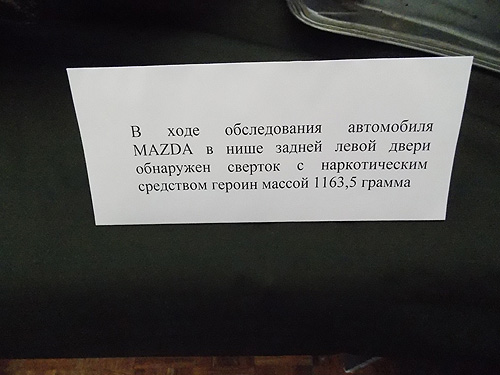 В ходе обследования автомобиля
MAZDA в нише задней левой двери
обнаружен сверток с наркотическим
средством героин массой 1163,5 грамма